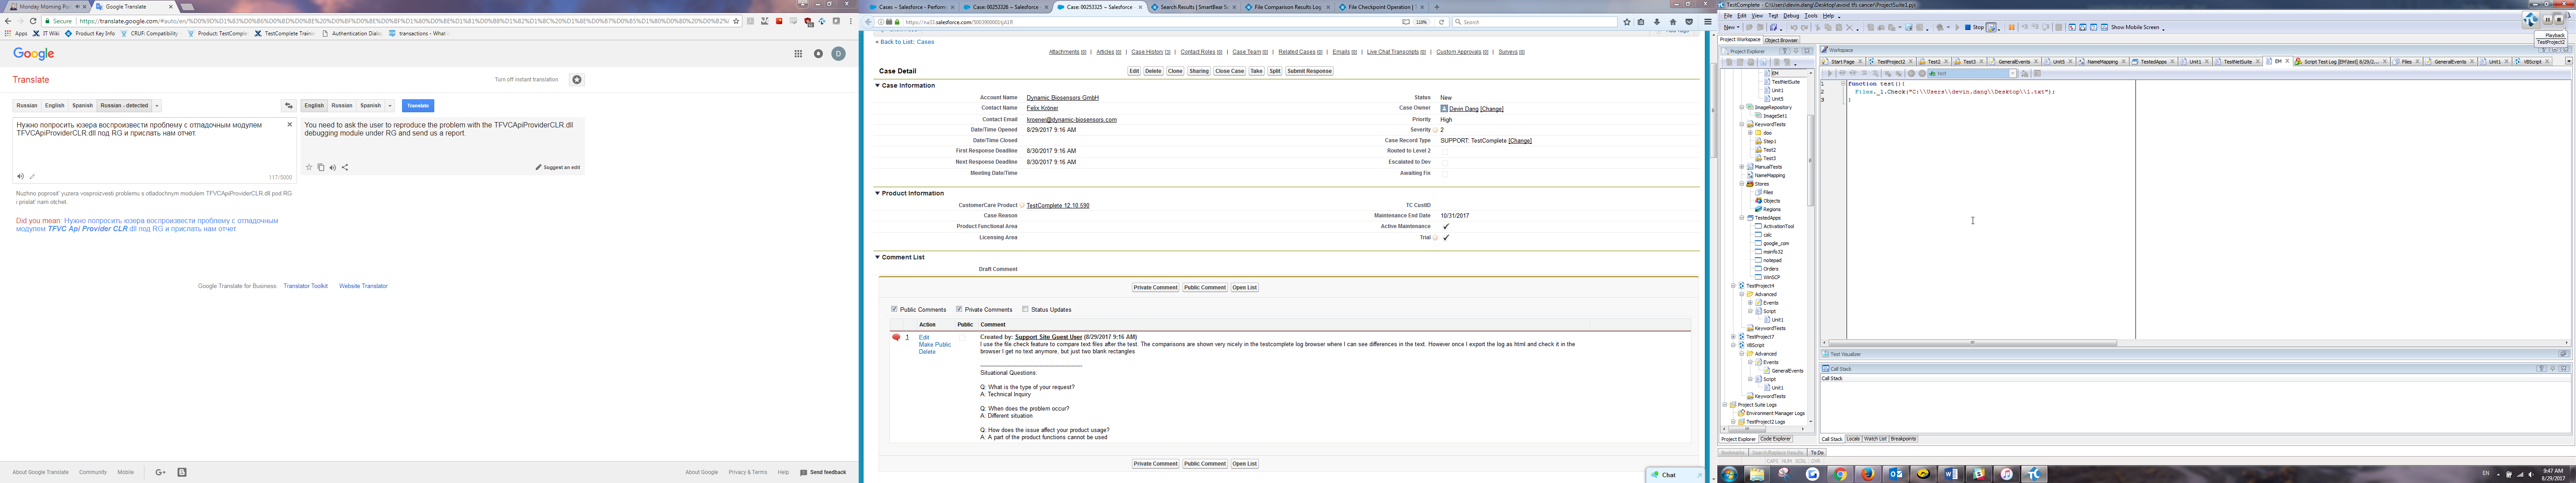 Monday Morning Po
Google Translate
Secure
https://translate.google.com/#auto/en/
Apps
IT Wiki
Product Key Info
CRUF: Compatibility
Product: TestComple
TestComplete Traini
Authentication Dialo
transactions - What i
Google
D
Translate
Turn off instant translation
Russian
English
Spanish
Russian - detected
English
Russian
Spanish
Translate
Нужно попросить юзера воспроизвести проблему с отладочным модулем
TFVCApiProviderCLR.dll под RG и прислать нам отчет.
117/5000
You need to ask the user to reproduce the problem with the TFVCApiProviderCLR.dll
debugging module under RG and send us a report.
Suggest an edit
Nuzhno poprosit' yuzera vosproizvesti problemu s otladochnym modulem TFVCApiProviderCLR.dll pod RG
i prislat' nam otchet.
Did you mean: Нужно попросить юзера воспроизвести проблему с отладочным
модулем TFVC Api Provider CLR dll под RG и прислать нам отчет.
Google Translate for Business:
Translator Toolkit
Website Translator
About Google Translate
Community
Mobile
G+
B
About Google
Privacy & Terms
Help
Send feedback
Cases ~ Salesforce - Perform
Case: 00253326 ~ Salesforce
Case: 00253325 ~ Salesforce
Search Results | SmartBear S
File Comparison Results Log
File Checkpoint Operation | T
https://na33.salesforce.com/
110%
Search
« Back to List: Cases
Attachments [0] | Articles [0] | Case History [3] | Contact Roles [0] | Case Team [0] | Related Cases [0] | Emails [0] | Live Chat Transcripts [0] | Custom Approvals [0] | Surveys [0]
Case Detail
Edit
Delete
Clone
Sharing
Close Case
Take
Split
Submit Response
Case Information
Account Name Dynamic Biosensors GmbH
Status New
Contact Name Felix Kröner
Case Owner Devin Dang [Change]
Contact Email kroener@dynamic-biosensors.com
Priority High
Date/Time Opened 8/29/2017 9:16 AM
Severity 2
Date/Time Closed
Case Record Type SUPPORT: TestComplete [Change]
First Response Deadline 8/30/2017 9:16 AM
Routed to Level 2
Next Response Deadline 8/30/2017 9:16 AM
Escalated to Dev
Meeting Date/Time
Awaiting Fix
Product Information
CustomerCare Product TestComplete 12.10.590
TC CustID
Case Reason
Maintenance End Date 10/31/2017
Product Functional Area
Active Maintenance
Licensing Area
Trial
Comment List
Draft Comment
Private Comment
Public Comment
Open List
Public Comments
Private Comments
Status Updates
Action Public Comment
1
Edit
Make Public
Delete
Created by: Support Site Guest User (8/29/2017 9:16 AM)
I use the file check feature to compare text files after the test. The comparisons are shown very nicely in the testcomplete log browser where I can see differences in the text. However once I export the log as html and check it in the
browser I get no text anymore, but just two blank rectangles
Situational Questions:
Q: What is the type of your request?
A: Technical Inquiry
Q: When does the problem occur?
A: Different situation
Q: How does the issue affect your product usage?
A: A part of the product functions cannot be used
Private Comment
Public Comment
Open List
Chat
TestComplete - C:\Users\devin.dang\Desktop\avoid tfs cancer\ProjectSuite1.pjs
File Edit View Test Debug Tools Help
New
Stop
Show Mobile Screen
Playback
TestProject2
Project Workspace
Object Browser
Project Explorer
Workspace
Start Page
TestProject2
Test2
Test3
GeneralEvents
Unit5
NameMapping
TestedApps
Unit1
TestNetSuite
EM
Script Test Log [EM\test] 8/29/2...
Files
GeneralEvents
Unit1
VBScript
test
EM
TestNetSuite
Unit1
Unit5
ImageRepository
ImageSet1
KeywordTests
doo
Step1
Test2
Test3
ManualTests
NameMapping
Stores
Files
Objects
Regions
TestedApps
ActivationTool
calc
google_com
msinfo32
notepad
Orders
WinSCP
TestProject4
Advanced
Events
Script
Unit1
KeywordTests
TestProject7
VBScript
Advanced
Events
GeneralEvents
Script
Unit1
KeywordTests
Project Suite Logs
Environment Manager Logs
TestProject2 Logs
Project Explorer
Code Explorer
1 function test(){
2 Files._1.Check("C:\\Users\\devin.dang\\Desktop\\1.txt");
3 }
Test Visualizer
Call Stack
Call Stack
Call Stack
Locals
Watch List
Breakpoints
Bookmarks
Search/Replace Results
To Do
CAPS NUM SCRL OVR
EN
9:47 AM
8/29/2017